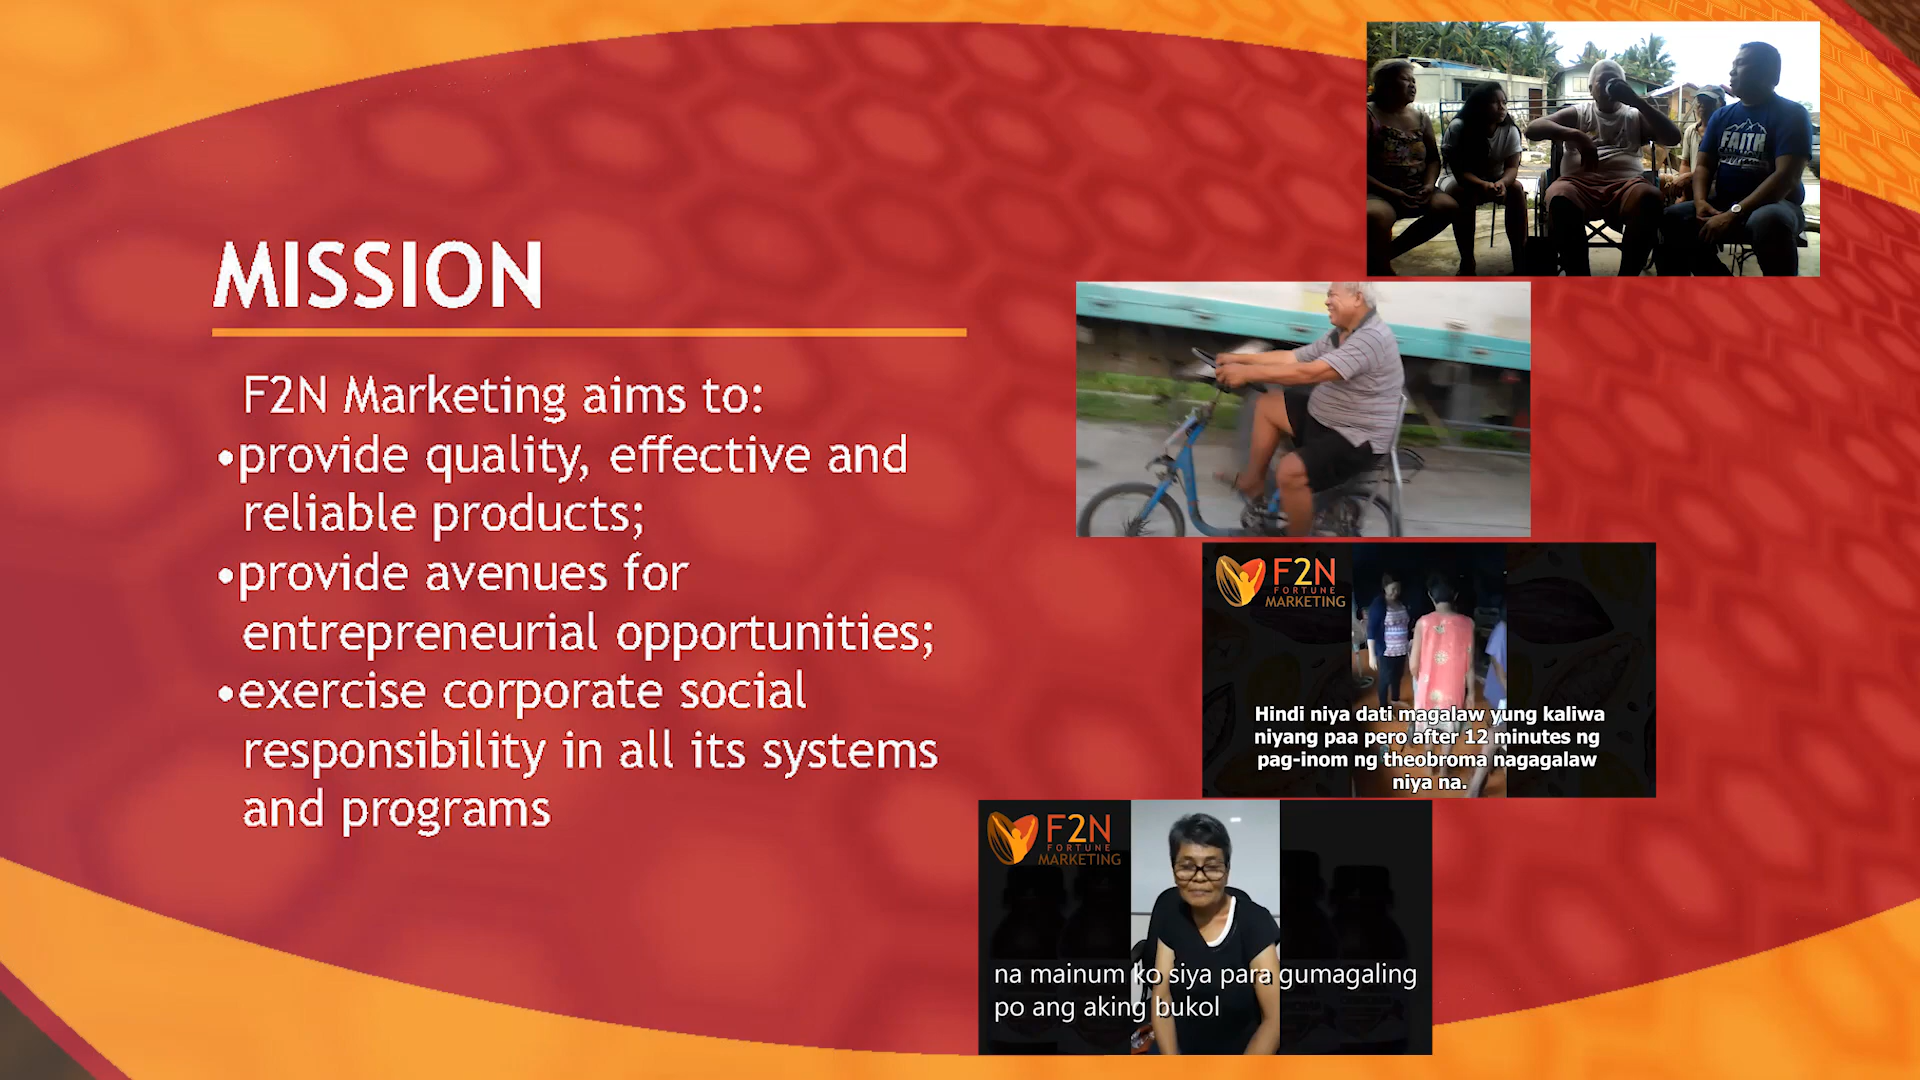 MISSION
F2N Marketing aims to:
•provide quality, effective and
reliable products;
•provide avenues for
entrepreneurial opportunities;
•exercise corporate social
responsibility in all its systems
and programs
FAITH
F2N
FORTUNE
MARKETING
Hindi niya dati magalaw yung kaliwa
niyang paa pero after 12 minutes ng
pag-inom ng theobroma nagagalaw
niya na.
F2N
FORTUNE
MARKETING
na mainum ko siya para gumagaling
po ang aking bukol